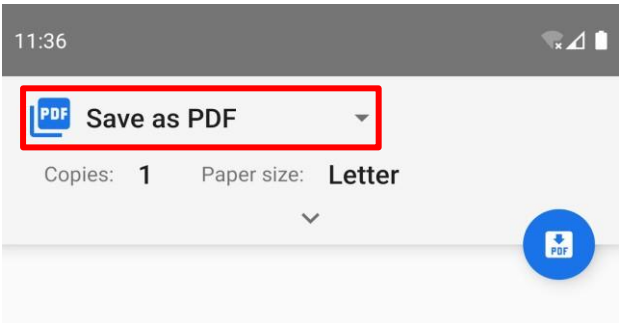 11:36
PDF Save as PDF
Copies: 1 Paper size: Letter
PDF